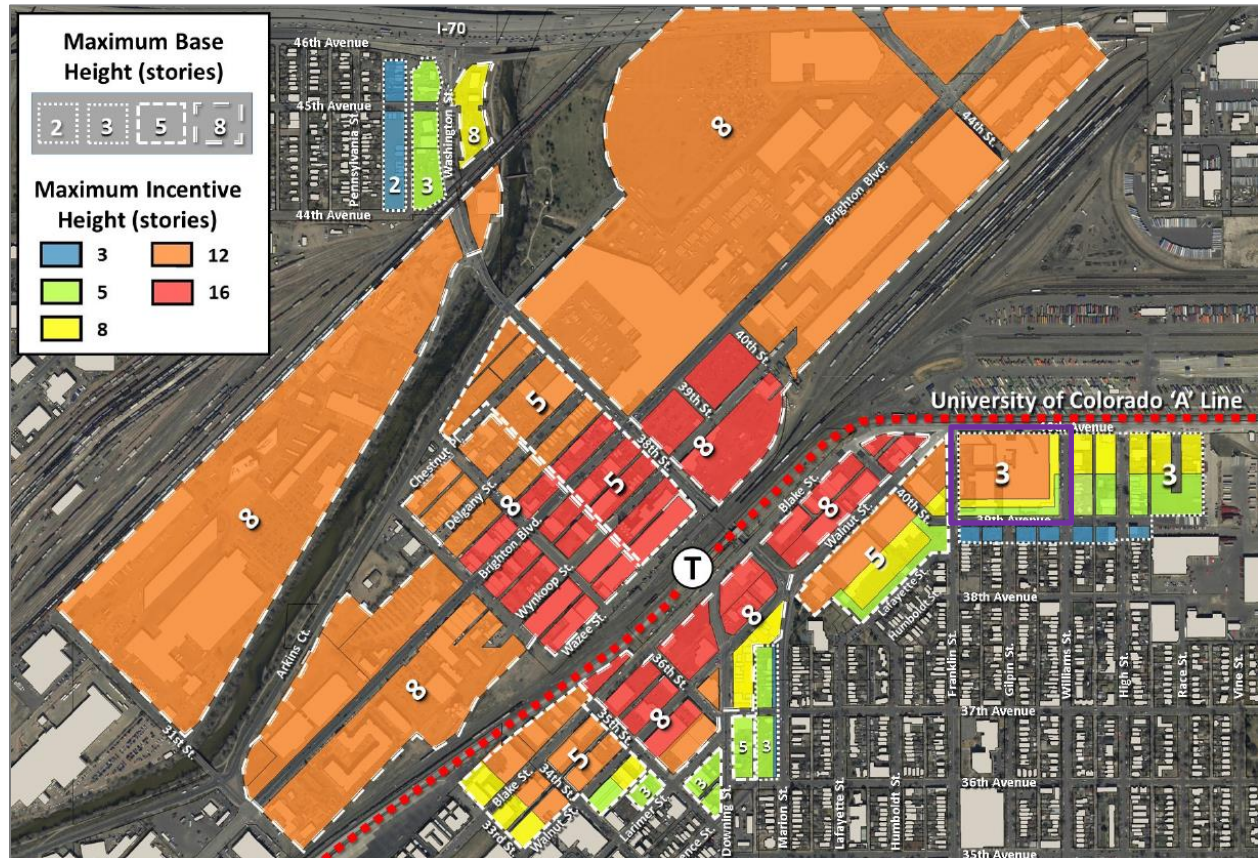 Maximum Base
Height (stories)
2 3 5 8
Maximum Incentive
Height (stories)
3 12
5 16
8
I-70
46th Avenue
45th Avenue
44th Avenue
Pennsylvania St.
Washington St.
2
3
8
8
44th St.
Brighton Blvd.
8
40th St.
39th St.
8
38th St.
5
5
8
Chestnut
Delgany St.
Brighton Blvd.
Wynkoop St.
Wazee St.
T
University of Colorado 'A' Line
Avenue
3
3
39th Avenue
Blake St.
8
Walnut St.
40th
5
Lafayette St.
Humboldt St.
38th Avenue
Arkins Ct.
31st St.
8
8
36th St.
8
35th St.
5
34th St.
Blake St.
33rd St.
Walnut St.
3
Larimer St.
3
5
3
Downing St.
Marion St.
Lafayette St.
Humboldt St.
Franklin St.
Gilpin St.
Williams St.
High St.
Race St.
Vine St.
37th Avenue
36th Avenue
35th Avenue